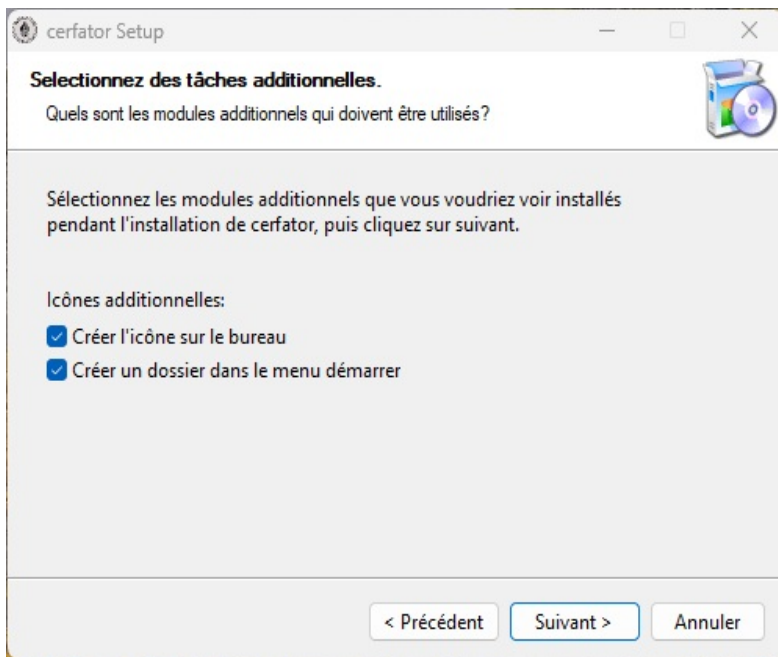 cerfator Setup
Selectionnez des tâches additionnelles.
Quels sont les modules additionnels qui doivent être utilisés?
Sélectionnez les modules additionnels que vous voudriez voir installés
pendant l'installation de cerfator, puis cliquez sur suivant.
Icônes additionnelles:
Créer l'icône sur le bureau
Créer un dossier dans le menu démarrer
< Précédent
Suivant >
Annuler